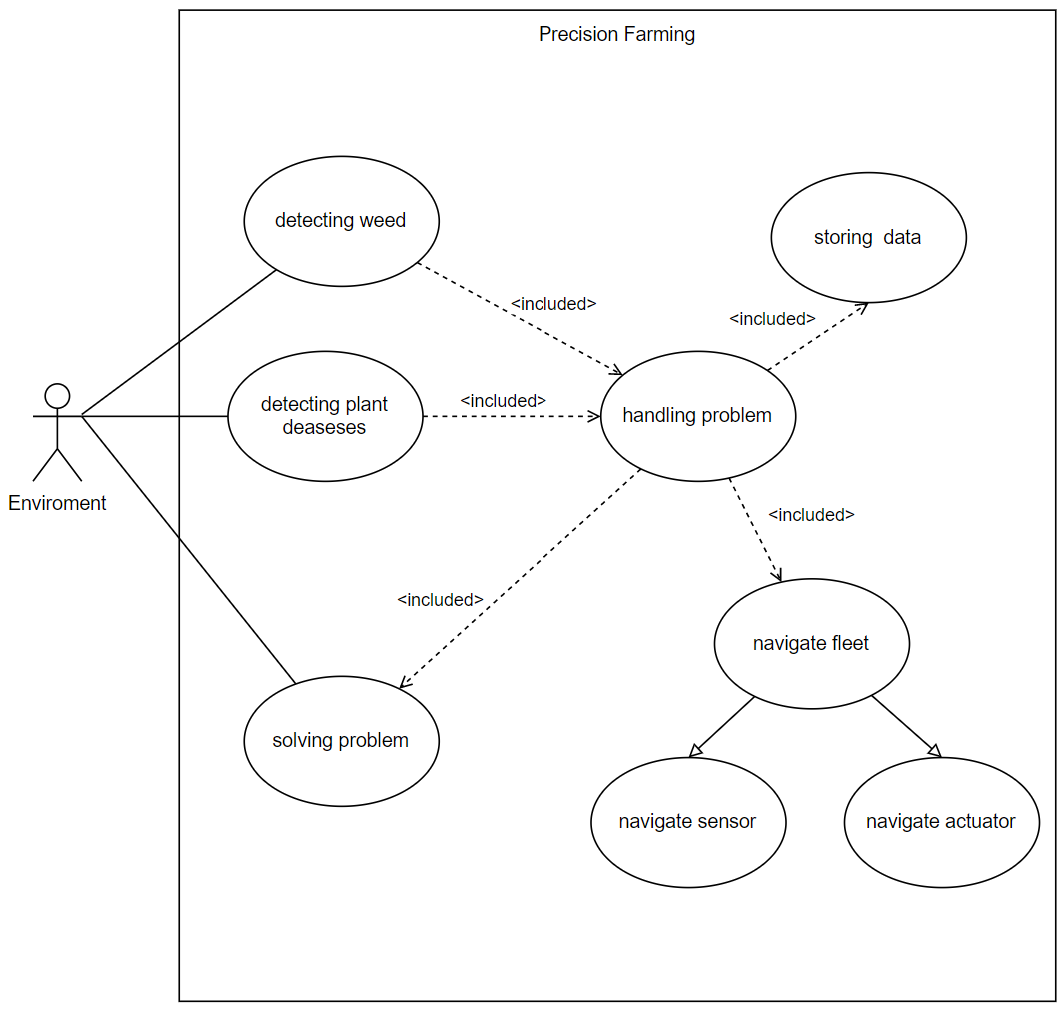 Precision Farming
detecting weed
storing  data
<included>
<included>
detecting plant
deaseses
<included>
handling problem
Enviroment
<included>
<included>
navigate fleet
solving problem
navigate sensor
navigate actuator